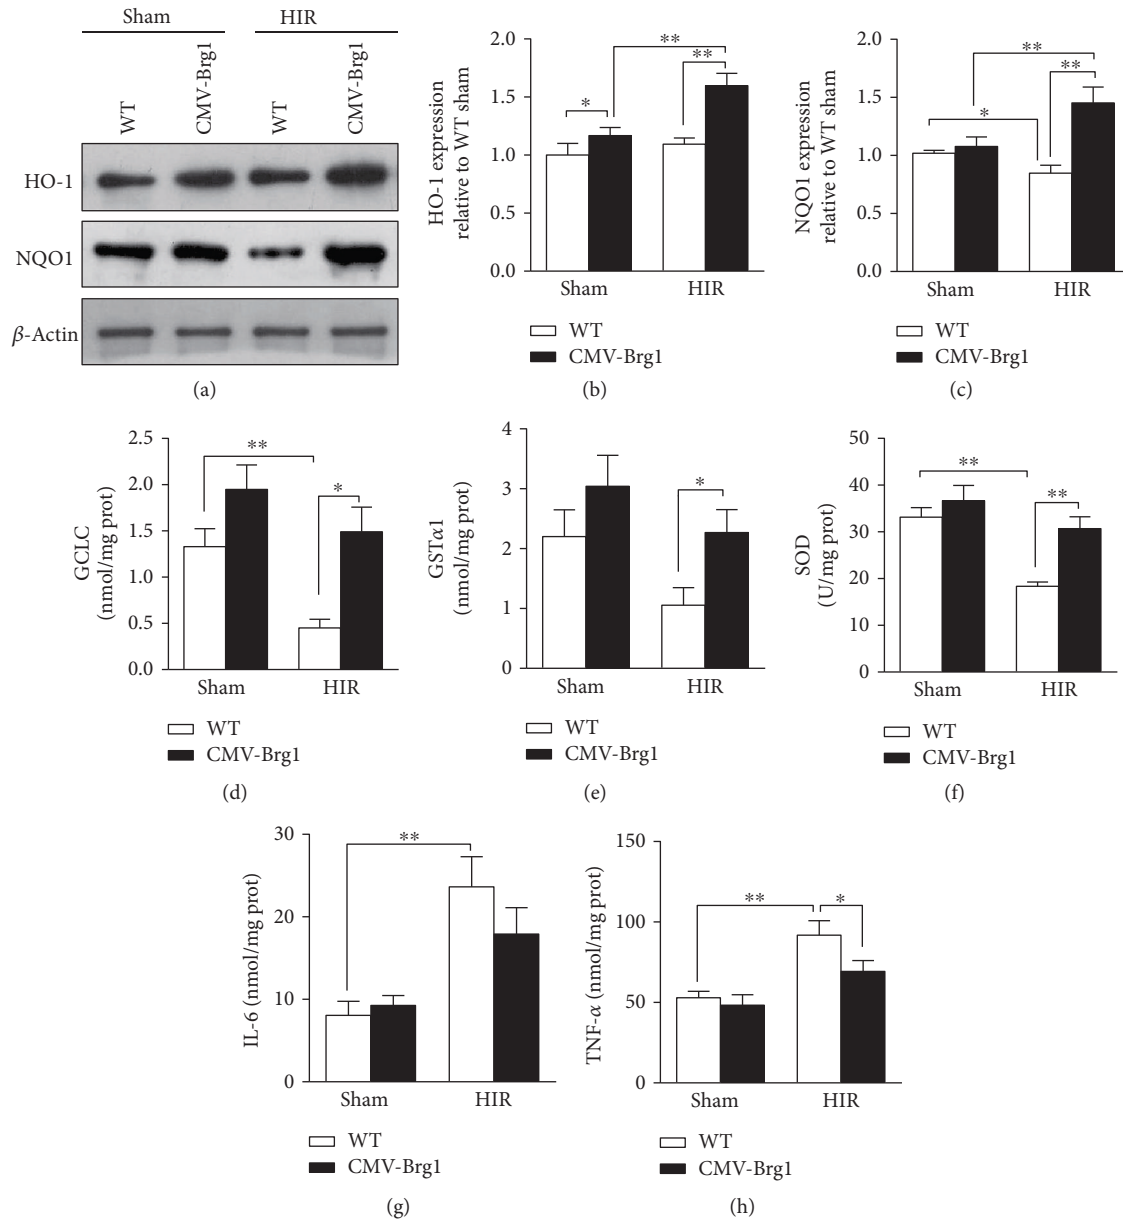 Sham HIR
WT CMV-Brg1 WT CMV-Brg1
HO-1
NQO1
β-Actin
(a)
HO-1 expression
relative to WT sham
2.0
1.5
1.0
0.5
0.0
* ** **
Sham HIR
WT
CMV-Brg1
(b)
NQO1 expression
relative to WT sham
2.0
1.5
1.0
0.5
0.0
* ** **
Sham HIR
WT
CMV-Brg1
(c)
GCLC
(nmol/mg prot)
2.5
2.0
1.5
1.0
0.5
0.0
** *
Sham HIR
WT
CMV-Brg1
(d)
GSTα1
(nmol/mg prot)
4
3
2
1
0
*
Sham HIR
WT
CMV-Brg1
(e)
SOD
(U/mg prot)
50
40
30
20
10
0
** **
Sham HIR
WT
CMV-Brg1
(f)
IL-6 (nmol/mg prot)
30
20
10
0
**
Sham HIR
WT
CMV-Brg1
(g)
TNF-α (nmol/mg prot)
150
100
50
0
** *
Sham HIR
WT
CMV-Brg1
(h)